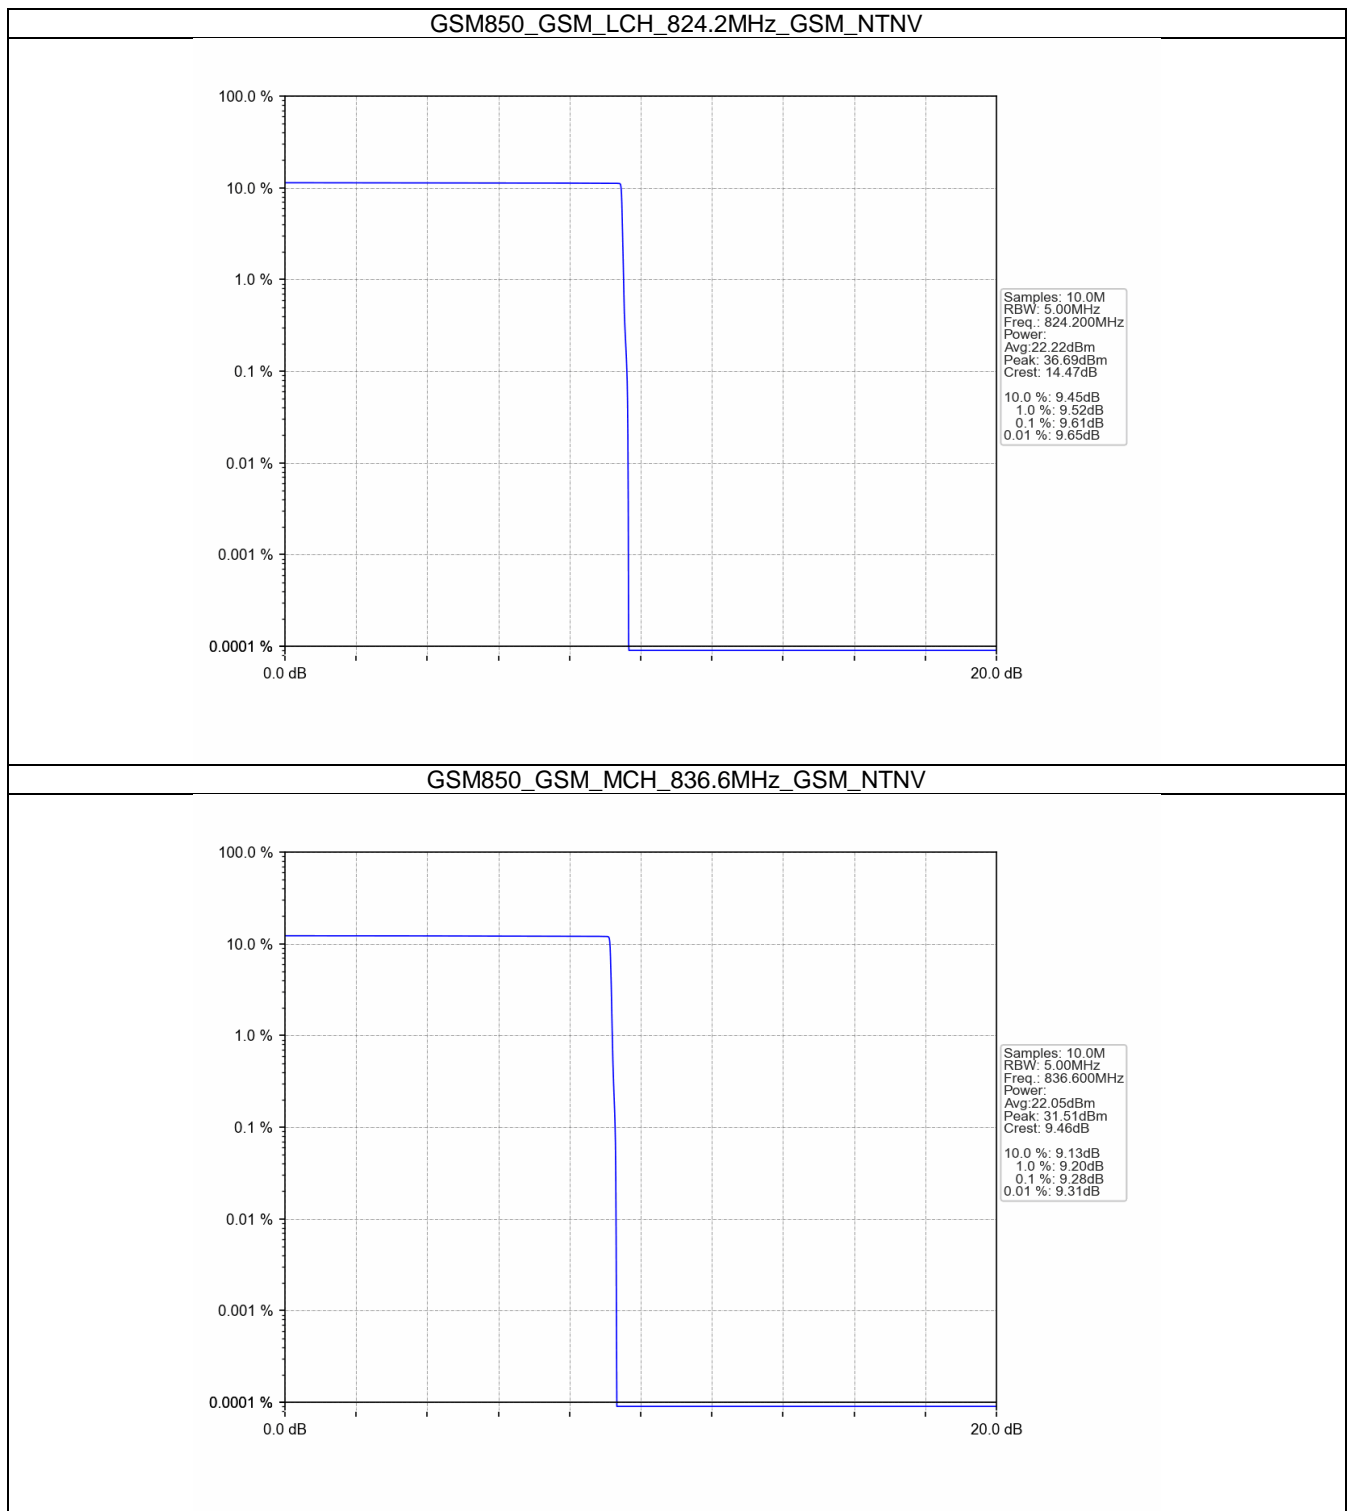 GSM850_GSM_LCH_824.2MHz_GSM_NTNV
100.0 %
10.0 %
1.0 %
0.1 %
0.01 %
0.001 %
0.0001 %
0.0 dB
20.0 dB
Samples: 10.0M
RBW: 5.00MHz
Freq.: 824.200MHz
Power:
Avg:22.22dBm
Peak: 36.69dBm
Crest: 14.47dB
10.0 %: 9.45dB
1.0 %: 9.52dB
0.1 %: 9.61dB
0.01 %: 9.65dB
GSM850_GSM_MCH_836.6MHz_GSM_NTNV
100.0 %
10.0 %
1.0 %
0.1 %
0.01 %
0.001 %
0.0001 %
0.0 dB
20.0 dB
Samples: 10.0M
RBW: 5.00MHz
Freq.: 836.600MHz
Power:
Avg:22.05dBm
Peak: 31.51dBm
Crest: 9.46dB
10.0 %: 9.13dB
1.0 %: 9.20dB
0.1 %: 9.28dB
0.01 %: 9.31dB